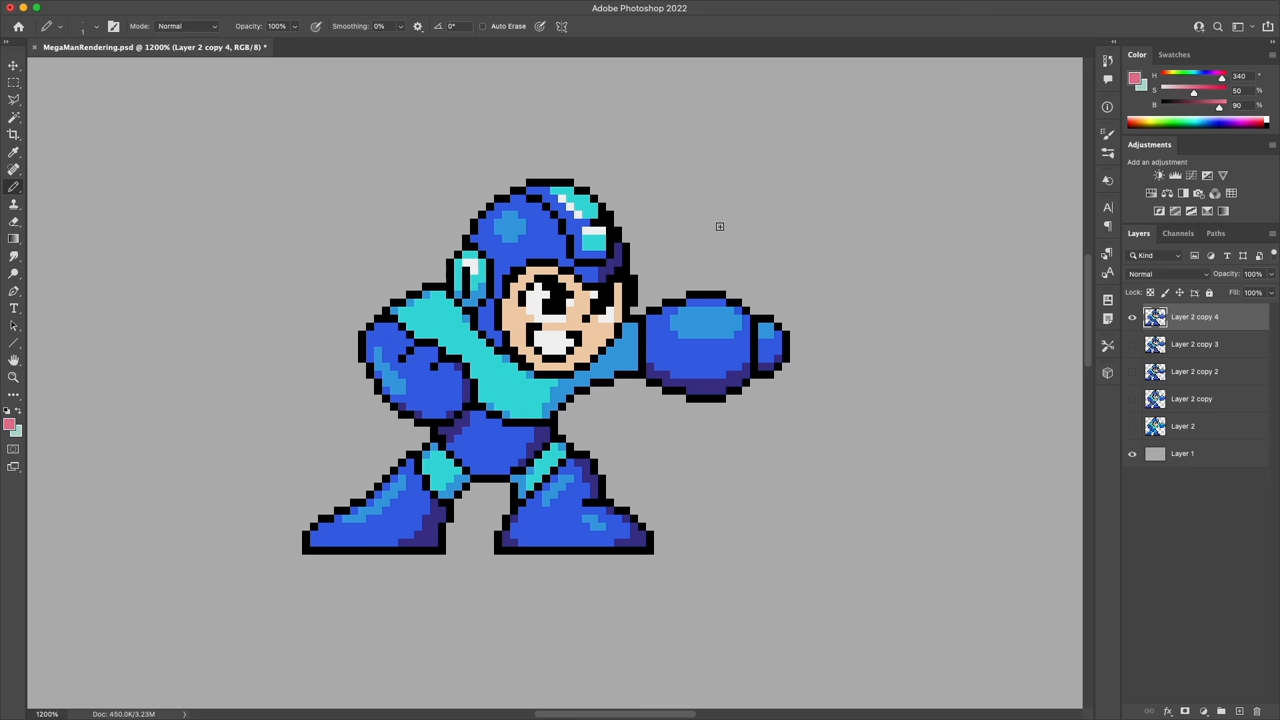 Adobe Photoshop 2022
1 Mode: Normal Opacity: 100% Smoothing: 0% 0° Auto Erase
× MegaManRendering.psd @ 1200% (Layer 2 copy 4, RGB/8) *
Color Swatches
H 340 °
S 50 %
B 90 %
Adjustments
Add an adjustment
Layers Channels Paths
Kind
Normal Opacity: 100%
Lock: Fill: 100%
Layer 2 copy 4
Layer 2 copy 3
Layer 2 copy 2
Layer 2 copy
Layer 2
Layer 1
1200% Doc: 450.0K/3.23M